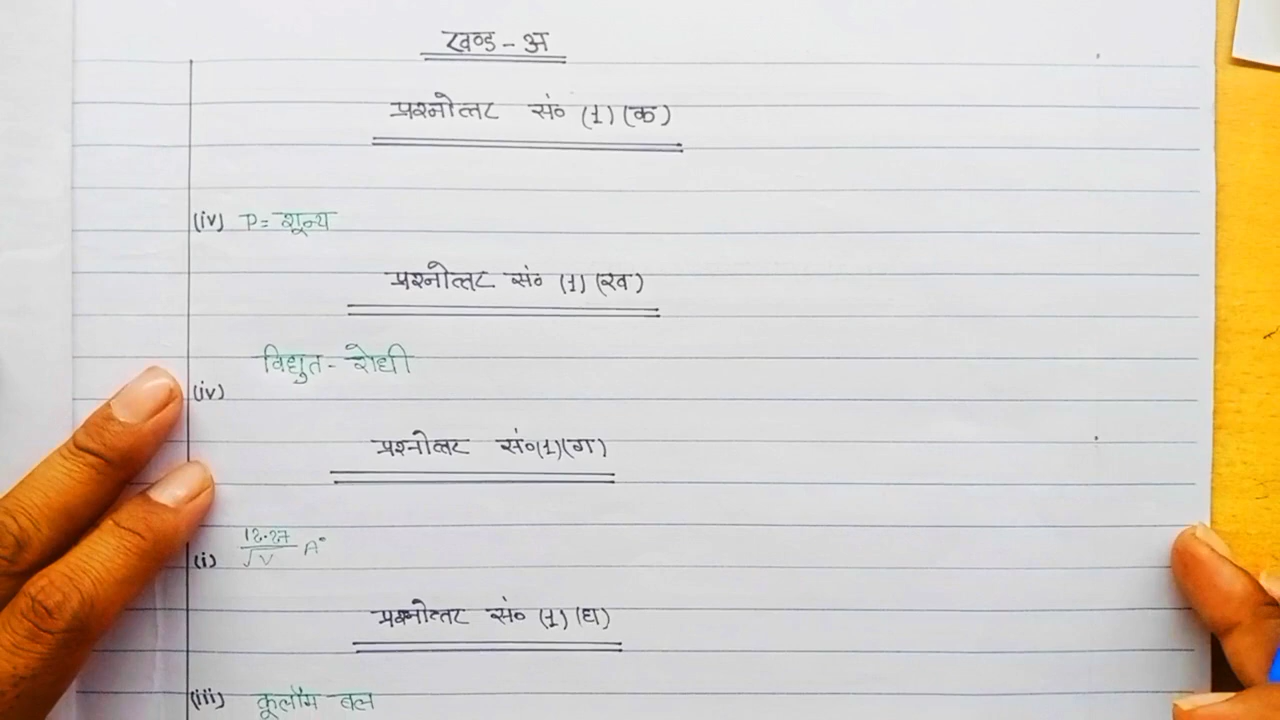 खण्ड - अ
प्रश्नोत्तर सं० (1) (क)
(iv) P = शून्य
प्रश्नोत्तर सं० (1) (ख)
विद्युत - रोधी
(iv)
प्रश्नोत्तर सं० (1) (ग)
(i) 12.27/√V A°
प्रश्नोत्तर सं० (1) (घ)
(iii) कूलॉम बल